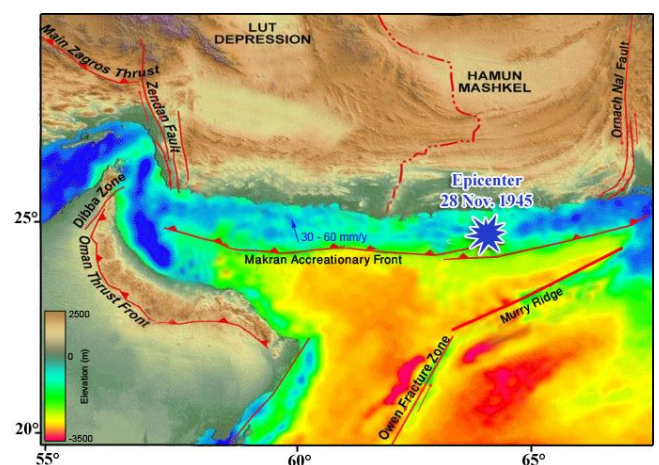 LUT
DEPRESSION
Main Zagros Thrust
Zendan Fault
HAMUN
MASHKEL
Ornach Nal Fault
Epicenter
28 Nov. 1945
Dibba Zone
25°
30 - 60 mm/y
Makran Accreationary Front
Oman Thrust Front
Murry Ridge
Owen Fracture Zone
2500
0
-3500
Elevation (m)
20°
55°
60°
65°